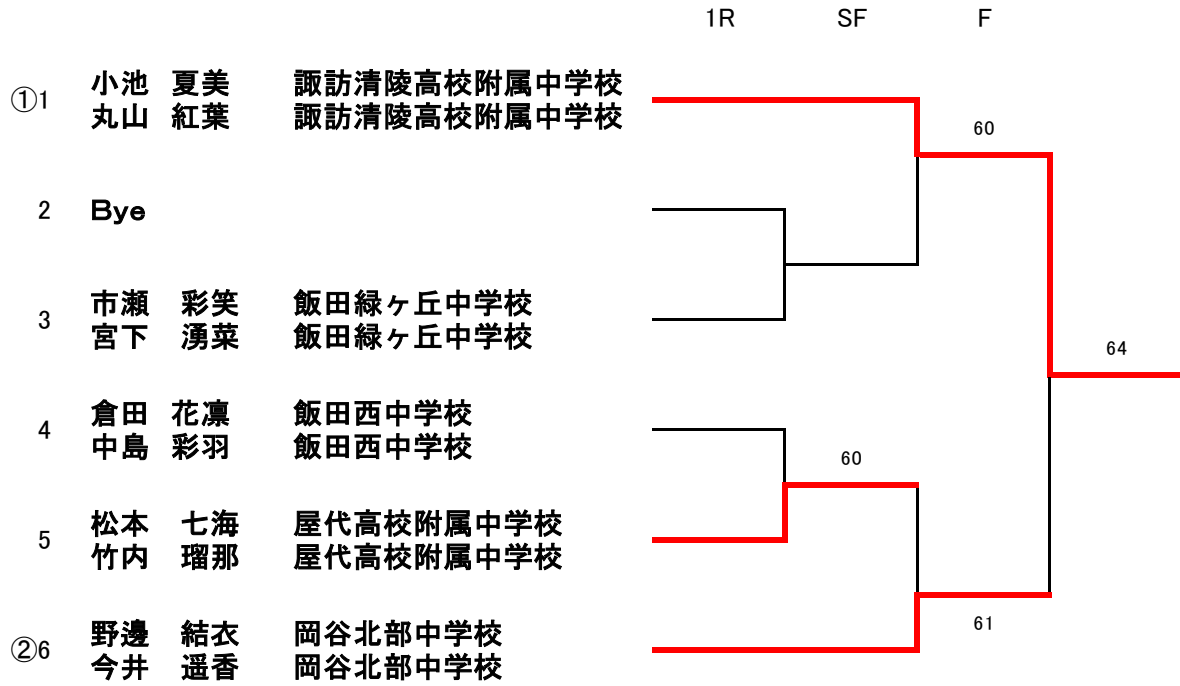 1R SF F
小池 夏美 諏訪清陵高校附属中学校
①1
丸山 紅葉 諏訪清陵高校附属中学校
60
2 Bye
市瀬 彩笑 飯田緑ヶ丘中学校
3
宮下 湧菜 飯田緑ヶ丘中学校
64
倉田 花凜 飯田西中学校
4
中島 彩羽 飯田西中学校
60
松本 七海 屋代高校附属中学校
5
竹内 瑠那 屋代高校附属中学校
野邊 結衣 岡谷北部中学校
61
②6
今井 遥香 岡谷北部中学校